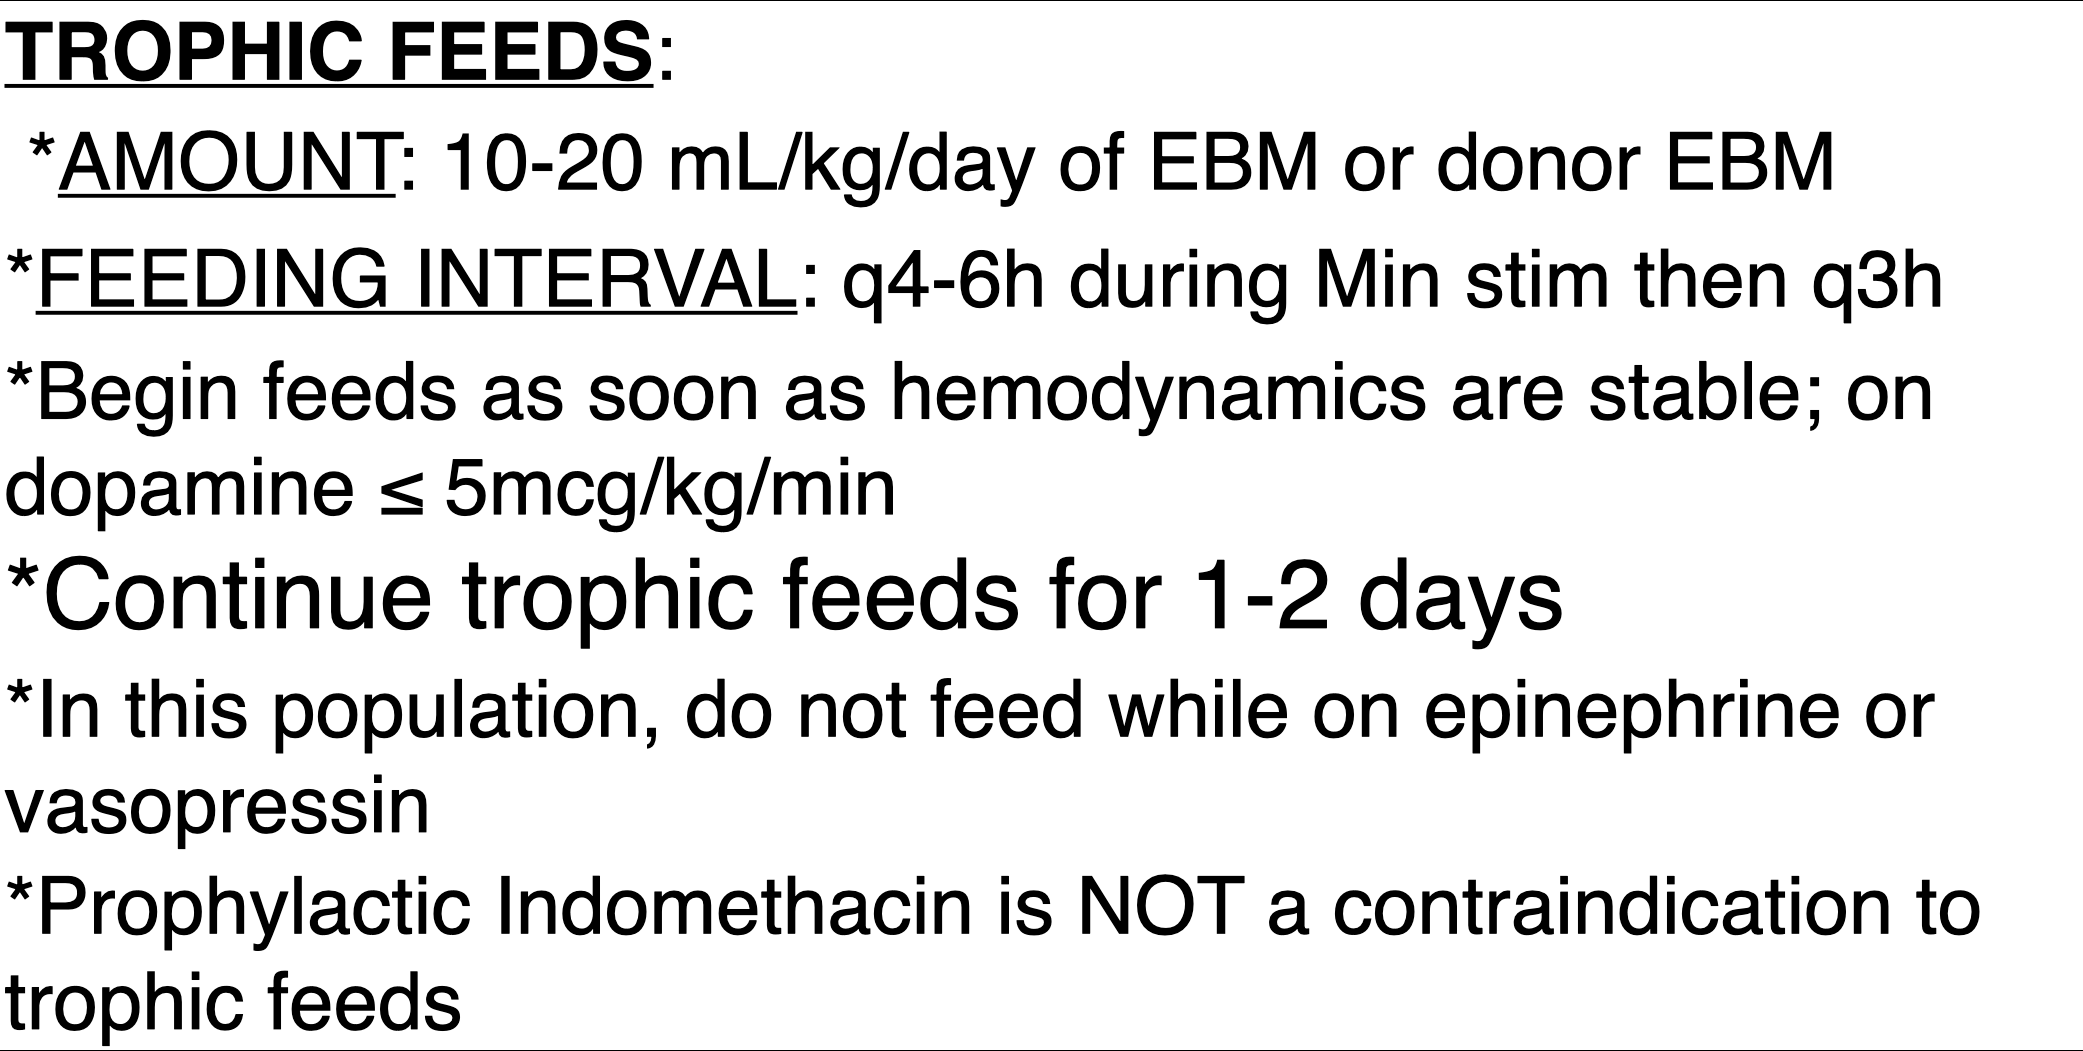 TROPHIC FEEDS:
*AMOUNT: 10-20 mL/kg/day of EBM or donor EBM
*FEEDING INTERVAL: q4-6h during Min stim then q3h
*Begin feeds as soon as hemodynamics are stable; on
dopamine ≤ 5mcg/kg/min
*Continue trophic feeds for 1-2 days
*In this population, do not feed while on epinephrine or
vasopressin
*Prophylactic Indomethacin is NOT a contraindication to
trophic feeds